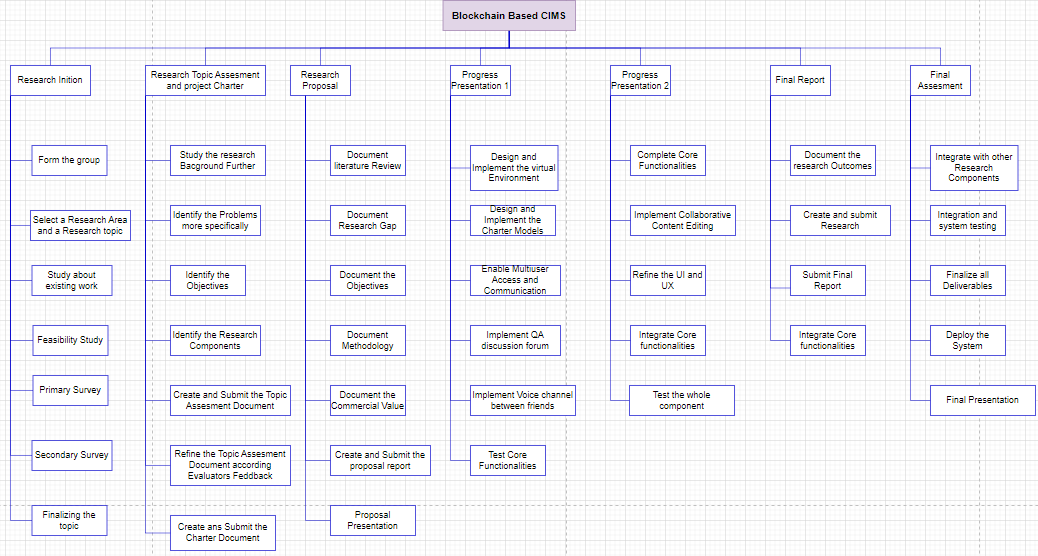 Blockchain Based CIMS
Research Inition
Form the group
Select a Research Area
and a Research topic
Study about
existing work
Feasibility Study
Primary Survey
Secondary Survey
Finalizing the
topic
Research Topic Assesment
and project Charter
Study the research
Bacground Further
Identify the Problems
more specifically
Identify the
Objectives
Identify the Research
Components
Create and Submit the Topic
Assesment Document
Refine the Topic Assesment
Document according
Evaluators Feddback
Create ans Submit the
Charter Document
Research
Proposal
Document
literature Review
Document
Research Gap
Document the
Objectives
Document
Methodology
Document the
Commercial Value
Create and Submit the
proposal report
Proposal
Presentation
Progress
Presentation 1
Design and
Implement the virtual
Environment
Design and
Implement the
Charter Models
Enable Multiuser
Access and
Communication
Implement QA
discussion forum
Implement Voice channel
between friends
Test Core
Functionalities
Progress
Presentation 2
Complete Core
Functionalities
Implement Collaborative
Content Editing
Refine the UI and
UX
Integrate Core
functionalities
Test the whole
component
Final Report
Document the
research Outcomes
Create and submit
Research
Submit Final
Report
Integrate Core
functionalities
Final
Assesment
Integrate with other
Research
Components
Integration and
system testing
Finalize all
Deliverables
Deploy the
System
Final Presentation